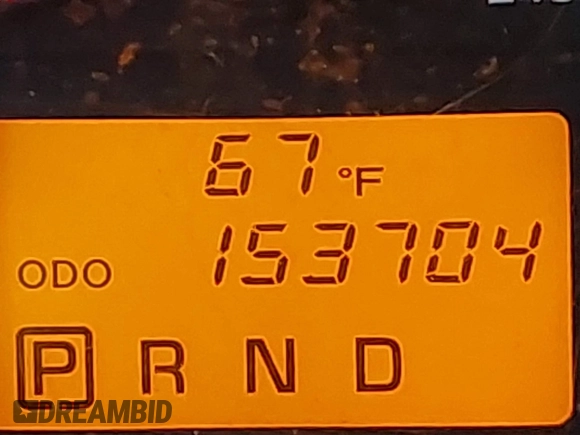 67 °F
ODO 153704
P R N D
DREAMBID